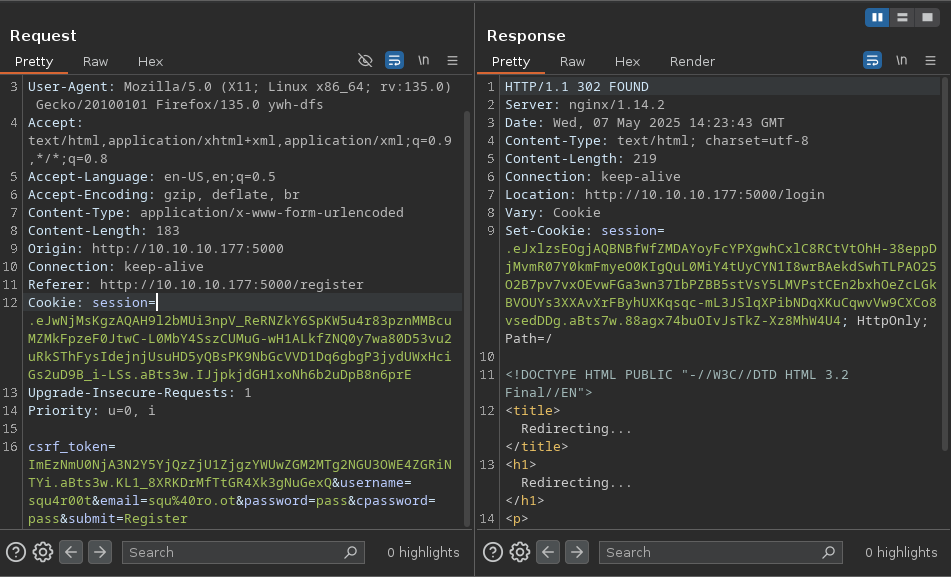 Request
Pretty Raw Hex \n
3 User-Agent: Mozilla/5.0 (X11; Linux x86_64; rv:135.0)
Gecko/20100101 Firefox/135.0 ywh-dfs
4 Accept:
text/html,application/xhtml+xml,application/xml;q=0.9
,*/*;q=0.8
5 Accept-Language: en-US,en;q=0.5
6 Accept-Encoding: gzip, deflate, br
7 Content-Type: application/x-www-form-urlencoded
8 Content-Length: 183
9 Origin: http://10.10.10.177:5000
10 Connection: keep-alive
11 Referer: http://10.10.10.177:5000/register
12 Cookie: session=
.eJwNjMsKgzAQAH9l2bMUi3npV_ReRNZkY6SpKW5u4r83pznMMBcu
MZMkFpzeF0JtwC-L0MbY4SszCUMuG-wH1ALkfZNQ0y7wa80D53vu2
uRkSThFysIdejnjUsuHD5yQBsPK9NbGcVVD1Dq6gbgP3jydUWxHci
Gs2uD9B_i-LSs.aBts3w.IJjpkjdGH1xoNh6b2uDpB8n6prE
13 Upgrade-Insecure-Requests: 1
14 Priority: u=0, i
15
16 csrf_token=
ImEzNmU0NjA3N2Y5YjQzZjU1ZjgzYWUwZGM2MTg2NGU3OWE4ZGRiN
TYi.aBts3w.KL1_8XRKDrMfTtGR4Xk3gNuGexQ&username=
squ4r00t&email=squ%40ro.ot&password=pass&cpassword=
pass&submit=Register
Search 0 highlights
Response
Pretty Raw Hex Render \n
1 HTTP/1.1 302 FOUND
2 Server: nginx/1.14.2
3 Date: Wed, 07 May 2025 14:23:43 GMT
4 Content-Type: text/html; charset=utf-8
5 Content-Length: 219
6 Connection: keep-alive
7 Location: http://10.10.10.177:5000/login
8 Vary: Cookie
9 Set-Cookie: session=
.eJxlzsEOgjAQBNBfWfZMDAYoyFcYPXgwhCxlC8RCtVtOhH-38eppD
jMvmR07Y0kmFmyeO0KIgQuL0MiY4tUyCYN1I8wrBAekdSwhTLPAO25
O2B7pv7vxOEvwFGa3wn37IbPZBB5stVsY5LMVPstCEn2bxhOeZcLGk
BVOUYs3XXAvXrFByhUXKqsqc-mL3JSlqXPibNDqXKuCqwvVw9CXCo8
vsedDDg.aBts7w.88agx74buOIvJsTkZ-Xz8MhW4U4; HttpOnly;
Path=/
10
11 <!DOCTYPE HTML PUBLIC "-//W3C//DTD HTML 3.2
Final//EN">
12 <title>
Redirecting...
</title>
13 <h1>
Redirecting...
</h1>
14 <p>
Search 0 highlights